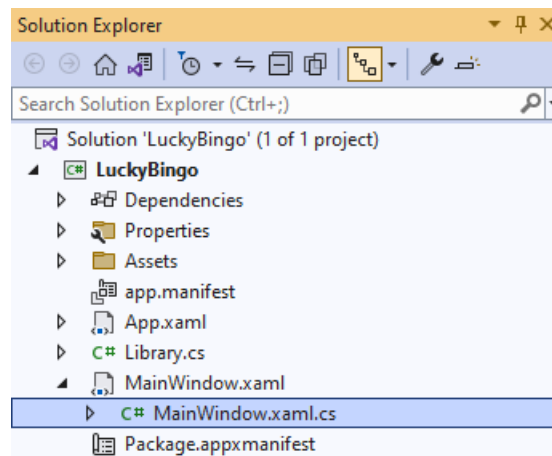 Solution Explorer
Search Solution Explorer (Ctrl+;)
Solution 'LuckyBingo' (1 of 1 project)
C# LuckyBingo
Dependencies
Properties
Assets
app.manifest
App.xaml
C# Library.cs
MainWindow.xaml
C# MainWindow.xaml.cs
Package.appxmanifest